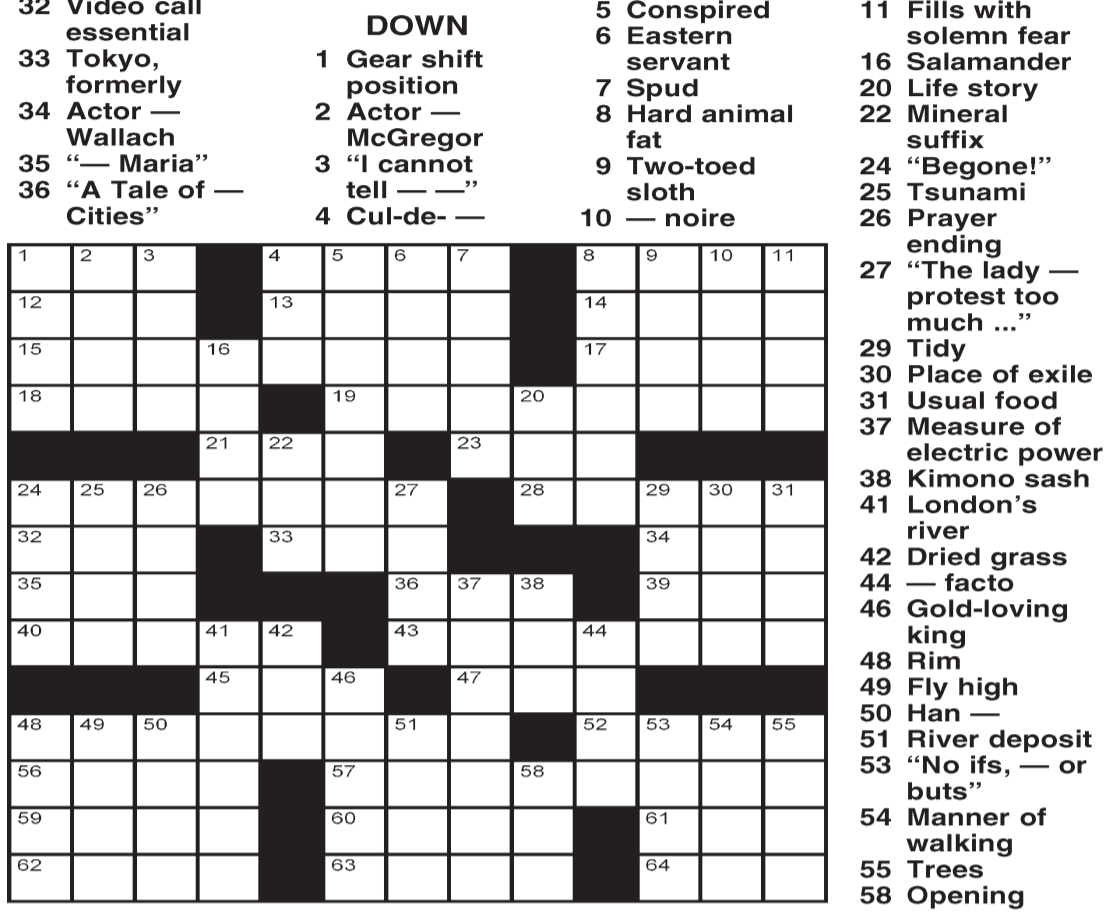 32 Video call
essential
33 Tokyo,
formerly
34 Actor —
Wallach
35 “— Maria”
36 “A Tale of —
Cities”
DOWN
1 Gear shift
position
2 Actor —
McGregor
3 “I cannot
tell — —”
4 Cul-de- —
5 Conspired
6 Eastern
servant
7 Spud
8 Hard animal
fat
9 Two-toed
sloth
10 — noire
11 Fills with
solemn fear
16 Salamander
20 Life story
22 Mineral
suffix
24 “Begone!”
25 Tsunami
26 Prayer
ending
27 “The lady —
protest too
much ...”
29 Tidy
30 Place of exile
31 Usual food
37 Measure of
electric power
38 Kimono sash
41 London’s
river
42 Dried grass
44 — facto
46 Gold-loving
king
48 Rim
49 Fly high
50 Han —
51 River deposit
53 “No ifs, — or
buts”
54 Manner of
walking
55 Trees
58 Opening
1 2 3 4 5 6 7 8 9 10 11
12 13 14
15 16 17
18 19 20
21 22 23
24 25 26 27 28 29 30 31
32 33 34
35 36 37 38 39
40 41 42 43 44
45 46 47
48 49 50 51 52 53 54 55
56 57 58
59 60 61
62 63 64